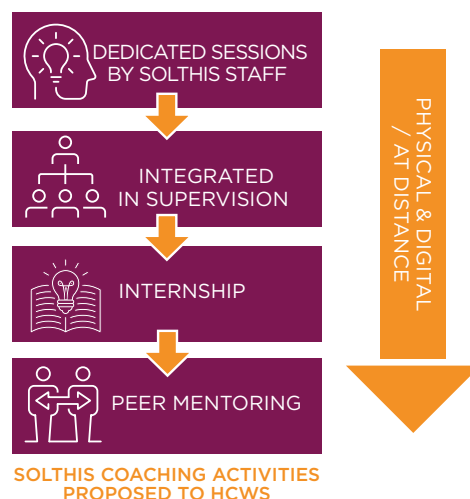 DEDICATED SESSIONS
BY SOLTHIS STAFF
INTEGRATED
IN SUPERVISION
INTERNSHIP
PEER MENTORING
PHYSICAL & DIGITAL
/ AT DISTANCE
SOLTHIS COACHING ACTIVITIES
PROPOSED TO HCWS